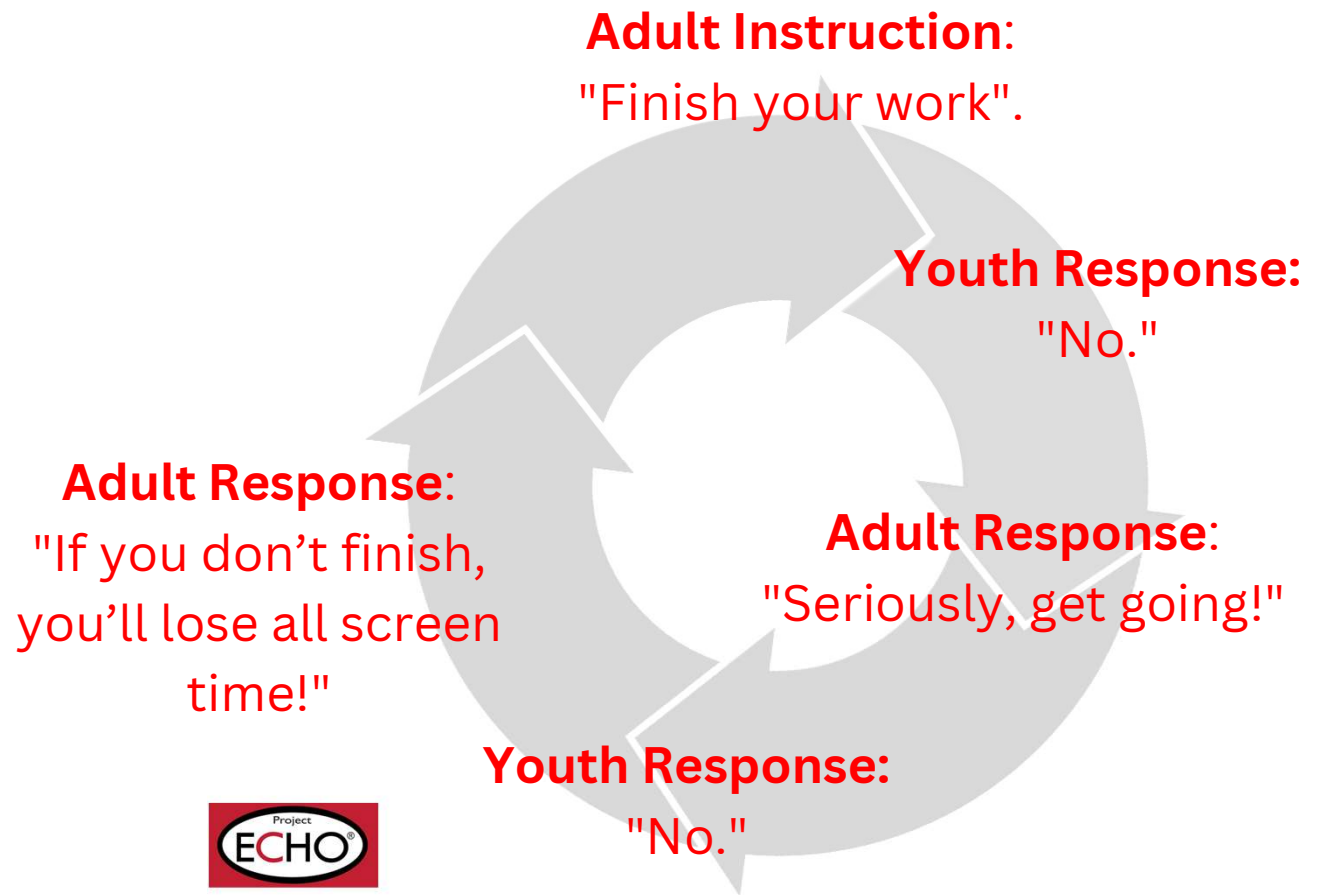 Adult Instruction:
"Finish your work".
Youth Response:
"No."
Adult Response:
"Seriously, get going!"
Youth Response:
"No."
Adult Response:
"If you don’t finish,
you’ll lose all screen
time!"
Project
ECHO®